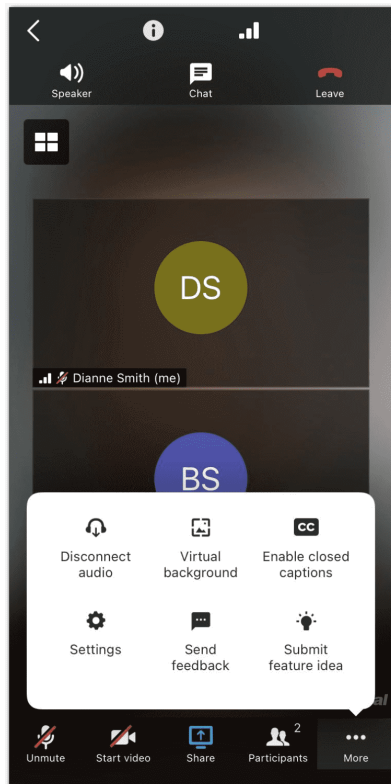 Speaker
Chat
Leave
DS
Dianne Smith (me)
BS
Disconnect
audio
Virtual
background
CC
Enable closed
captions
Settings
Send
feedback
Submit
feature idea
Unmute
Start video
Share
2
Participants
More